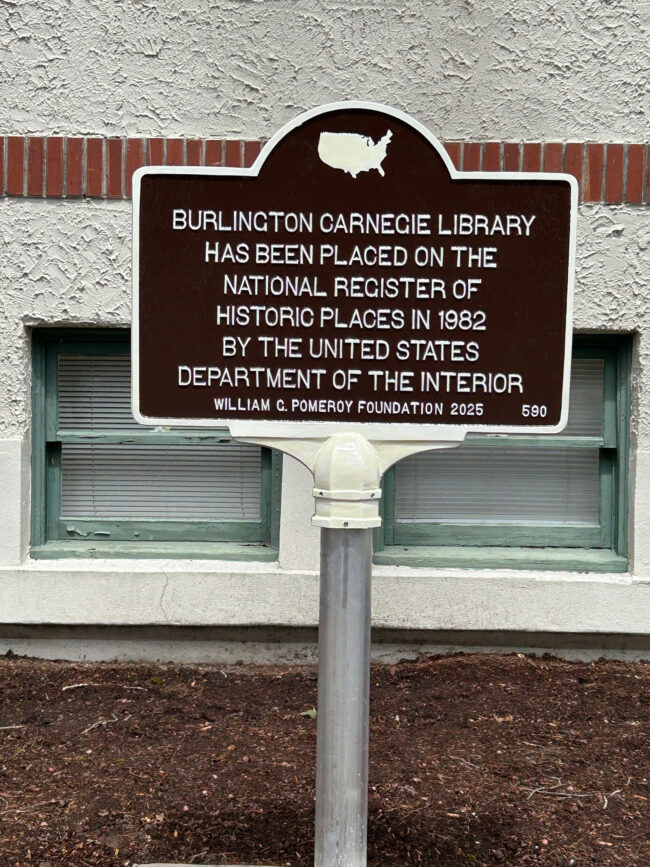 BURLINGTON CARNEGIE LIBRARY
HAS BEEN PLACED ON THE
NATIONAL REGISTER OF
HISTORIC PLACES IN 1982
BY THE UNITED STATES
DEPARTMENT OF THE INTERIOR
WILLIAM G. POMEROY FOUNDATION 2025 590